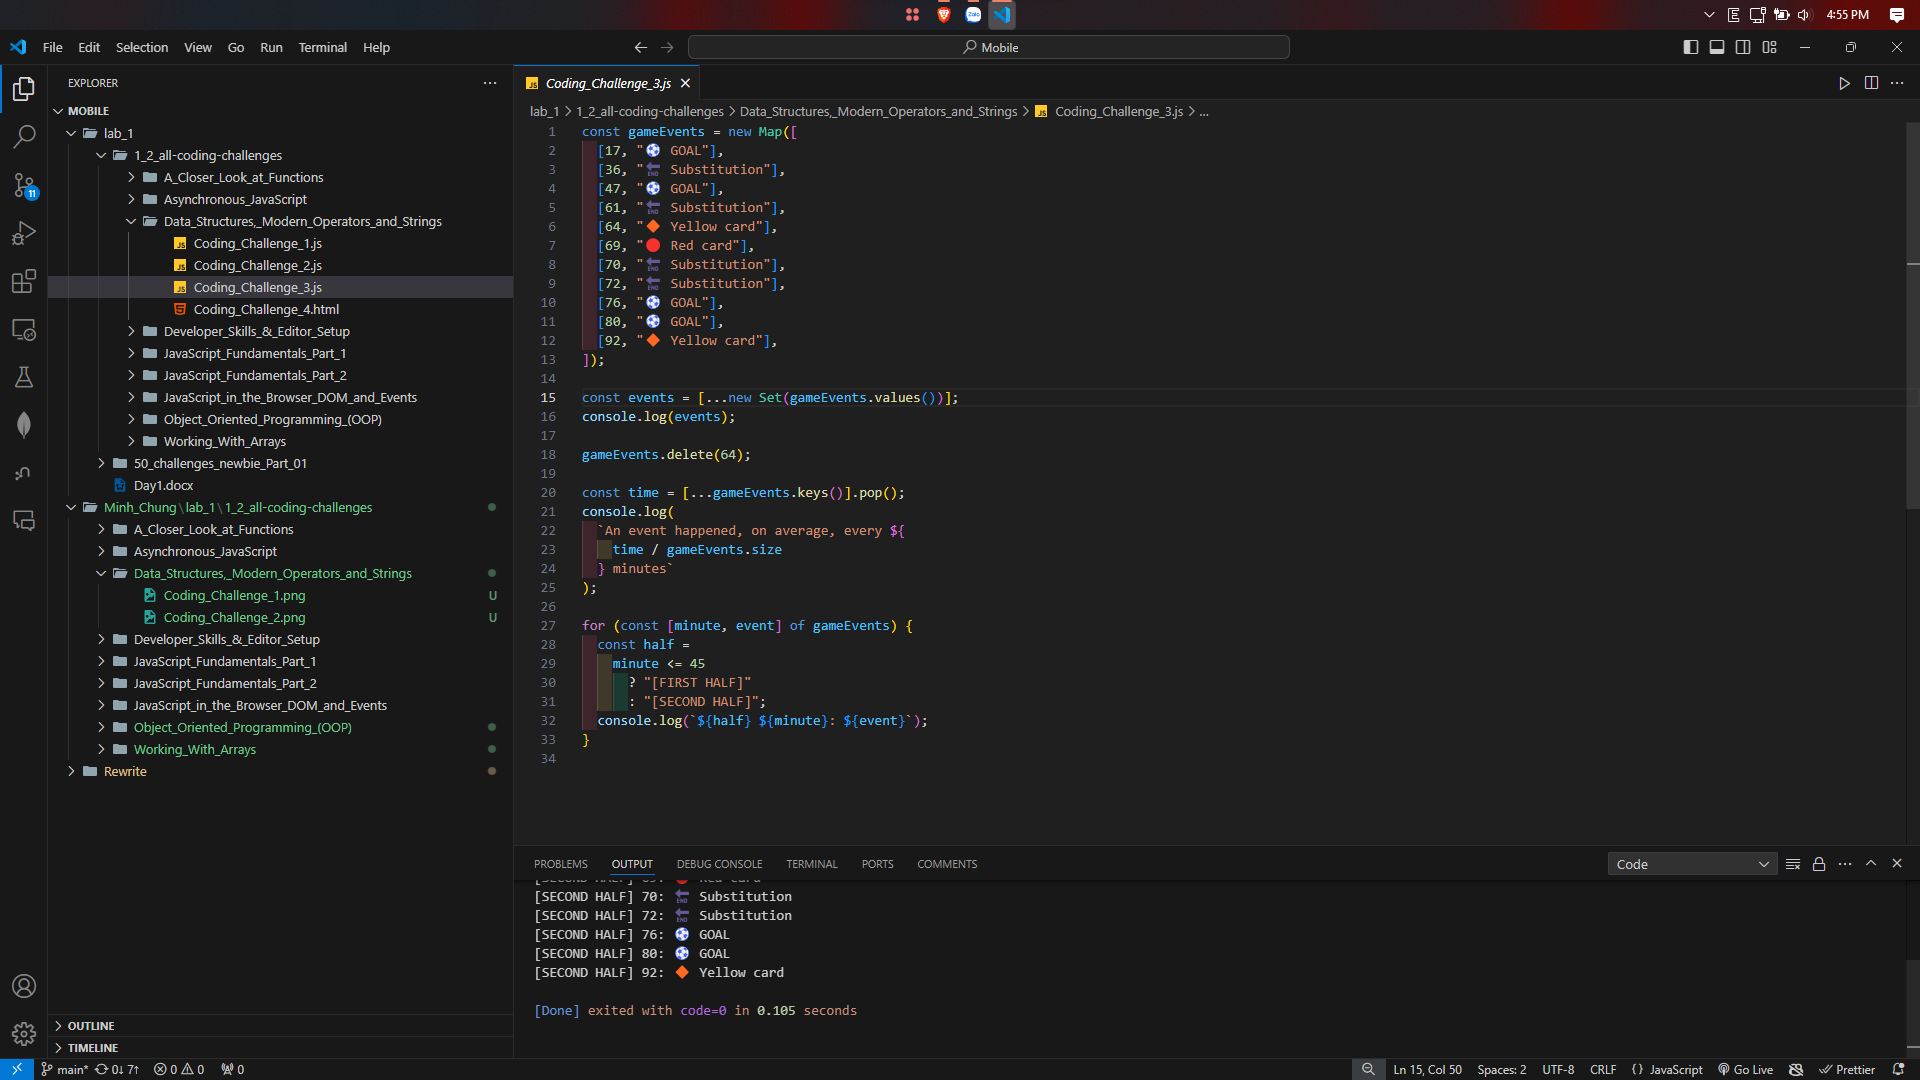 Zalo
4:55 PM
File Edit Selection View Go Run Terminal Help
Mobile
EXPLORER
MOBILE
lab_1
1_2_all-coding-challenges
A_Closer_Look_at_Functions
Asynchronous_JavaScript
Data_Structures,_Modern_Operators_and_Strings
JS Coding_Challenge_1.js
JS Coding_Challenge_2.js
JS Coding_Challenge_3.js
Coding_Challenge_4.html
Developer_Skills_&_Editor_Setup
JavaScript_Fundamentals_Part_1
JavaScript_Fundamentals_Part_2
JavaScript_in_the_Browser_DOM_and_Events
Object_Oriented_Programming_(OOP)
Working_With_Arrays
50_challenges_newbie_Part_01
Day1.docx
Minh_Chung\lab_1\1_2_all-coding-challenges
A_Closer_Look_at_Functions
Asynchronous_JavaScript
Data_Structures,_Modern_Operators_and_Strings
Coding_Challenge_1.png U
Coding_Challenge_2.png U
Developer_Skills_&_Editor_Setup
JavaScript_Fundamentals_Part_1
JavaScript_Fundamentals_Part_2
JavaScript_in_the_Browser_DOM_and_Events
Object_Oriented_Programming_(OOP)
Working_With_Arrays
Rewrite
OUTLINE
TIMELINE
11
JS Coding_Challenge_3.js
lab_1 > 1_2_all-coding-challenges > Data_Structures,_Modern_Operators_and_Strings > JS Coding_Challenge_3.js > ...
1 const gameEvents = new Map([
2 [17, "⚽ GOAL"],
3 [36, "🔚 Substitution"],
4 [47, "⚽ GOAL"],
5 [61, "🔚 Substitution"],
6 [64, "🔶 Yellow card"],
7 [69, "🔴 Red card"],
8 [70, "🔚 Substitution"],
9 [72, "🔚 Substitution"],
10 [76, "⚽ GOAL"],
11 [80, "⚽ GOAL"],
12 [92, "🔶 Yellow card"],
13 ]);
14
15 const events = [...new Set(gameEvents.values())];
16 console.log(events);
17
18 gameEvents.delete(64);
19
20 const time = [...gameEvents.keys()].pop();
21 console.log(
22 `An event happened, on average, every ${
23 time / gameEvents.size
24 } minutes`
25 );
26
27 for (const [minute, event] of gameEvents) {
28 const half =
29 minute <= 45
30 ? "[FIRST HALF]"
31 : "[SECOND HALF]";
32 console.log(`${half} ${minute}: ${event}`);
33 }
34
PROBLEMS OUTPUT DEBUG CONSOLE TERMINAL PORTS COMMENTS
Code
[SECOND HALF] 69: 🔴 Red card
[SECOND HALF] 70: 🔚 Substitution
[SECOND HALF] 72: 🔚 Substitution
[SECOND HALF] 76: ⚽ GOAL
[SECOND HALF] 80: ⚽ GOAL
[SECOND HALF] 92: 🔶 Yellow card
[Done] exited with code=0 in 0.105 seconds
main* 0↓ 7↑ 0 0 0
Ln 15, Col 50 Spaces: 2 UTF-8 CRLF {} JavaScript Go Live Prettier